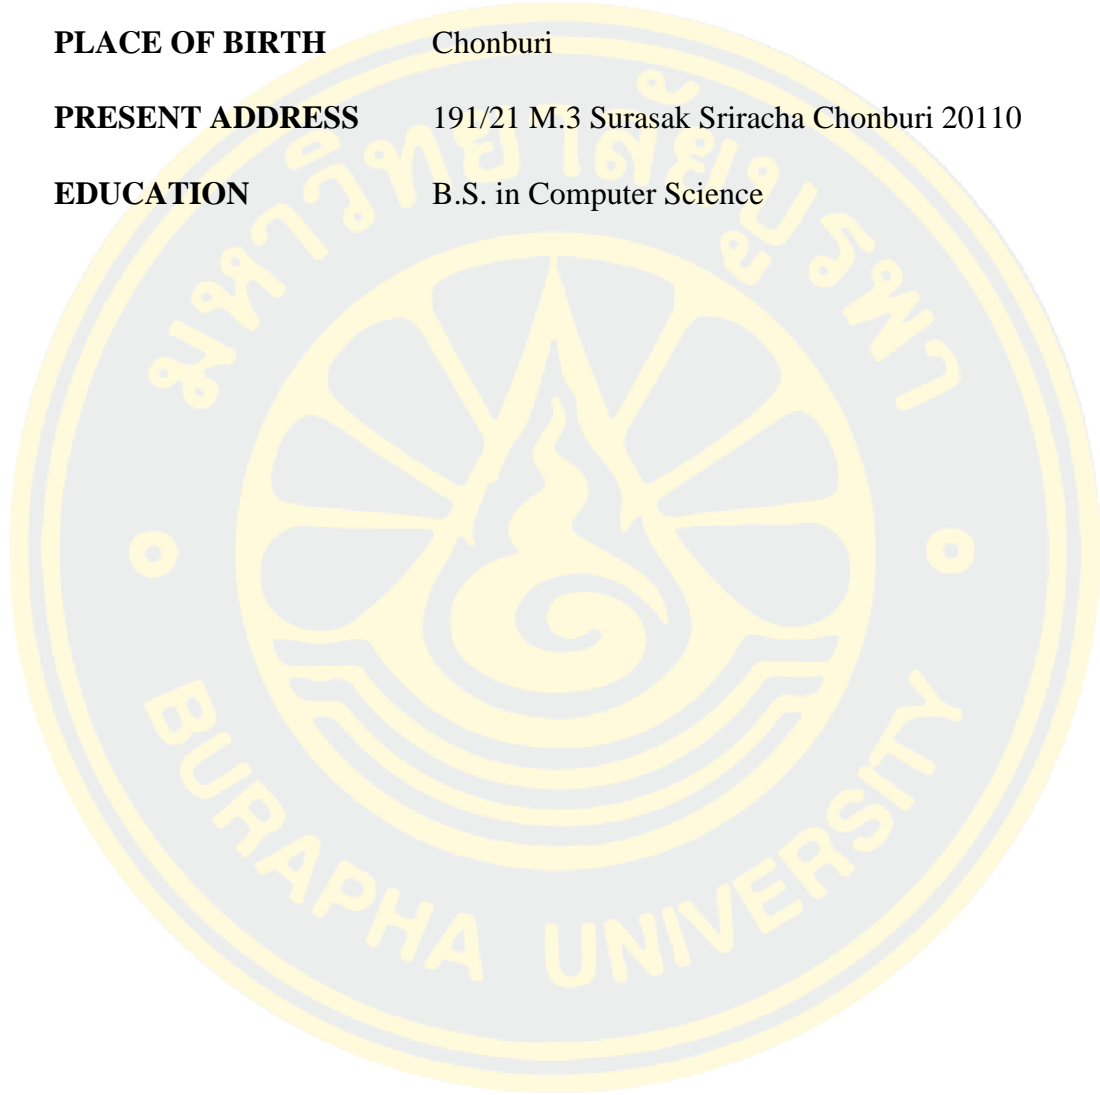 PLACE OF BIRTH Chonburi
PRESENT ADDRESS 191/21 M.3 Surasak Sriracha Chonburi 20110
EDUCATION B.S. in Computer Science
มหาวิทยาลัยบูรพา
BURAPHA UNIVERSITY